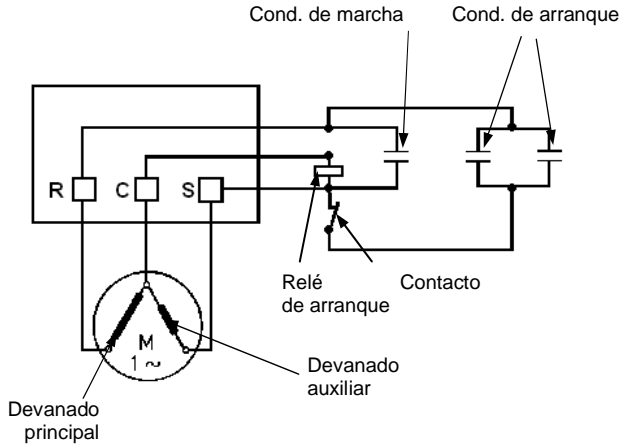 Cond. de marcha
Cond. de arranque
R
C
S
Relé
de arranque
Contacto
M
1 ~
Devanado
auxiliar
Devanado
principal